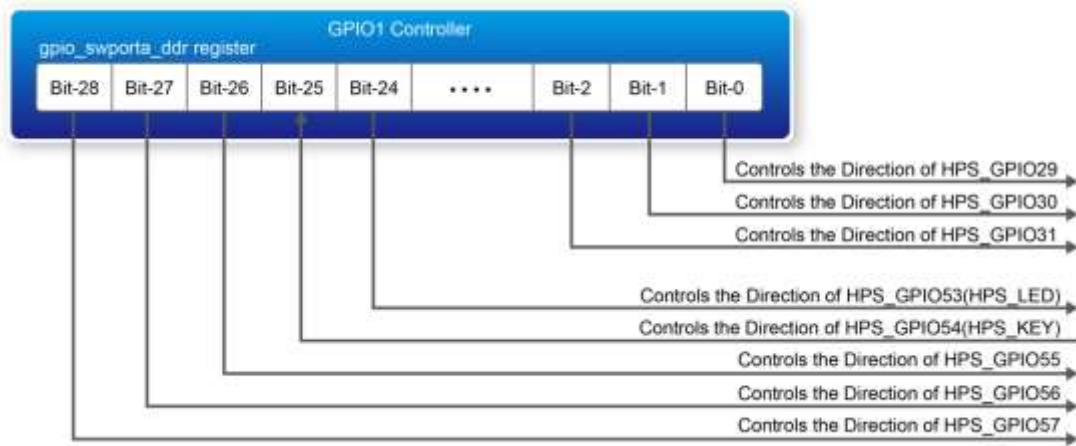 GPIO1 Controller
gpio_swporta_ddr register
Bit-28 Bit-27 Bit-26 Bit-25 Bit-24 •••• Bit-2 Bit-1 Bit-0
Controls the Direction of HPS_GPIO29
Controls the Direction of HPS_GPIO30
Controls the Direction of HPS_GPIO31
Controls the Direction of HPS_GPIO53(HPS_LED)
Controls the Direction of HPS_GPIO54(HPS_KEY)
Controls the Direction of HPS_GPIO55
Controls the Direction of HPS_GPIO56
Controls the Direction of HPS_GPIO57